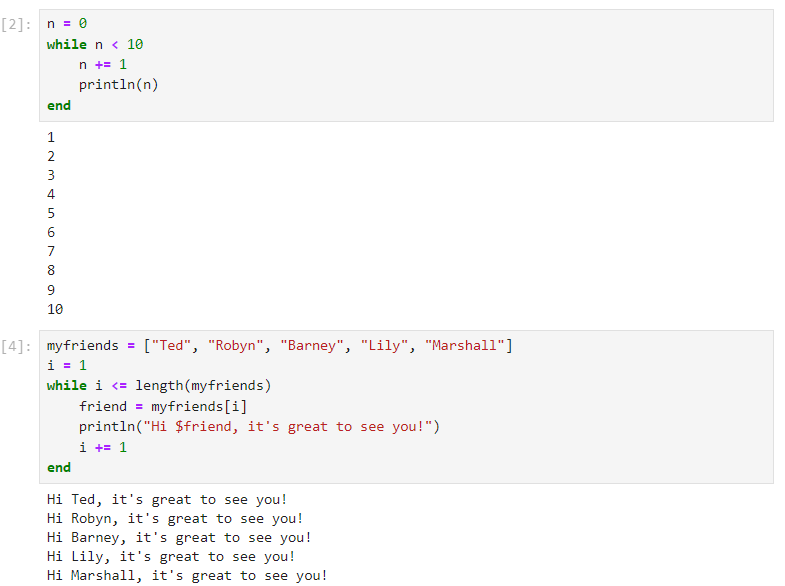 [2]:
n = 0
while n < 10
    n += 1
    println(n)
end
1
2
3
4
5
6
7
8
9
10
[4]:
myfriends = ["Ted", "Robyn", "Barney", "Lily", "Marshall"]
i = 1
while i <= length(myfriends)
    friend = myfriends[i]
    println("Hi $friend, it's great to see you!")
    i += 1
end
Hi Ted, it's great to see you!
Hi Robyn, it's great to see you!
Hi Barney, it's great to see you!
Hi Lily, it's great to see you!
Hi Marshall, it's great to see you!